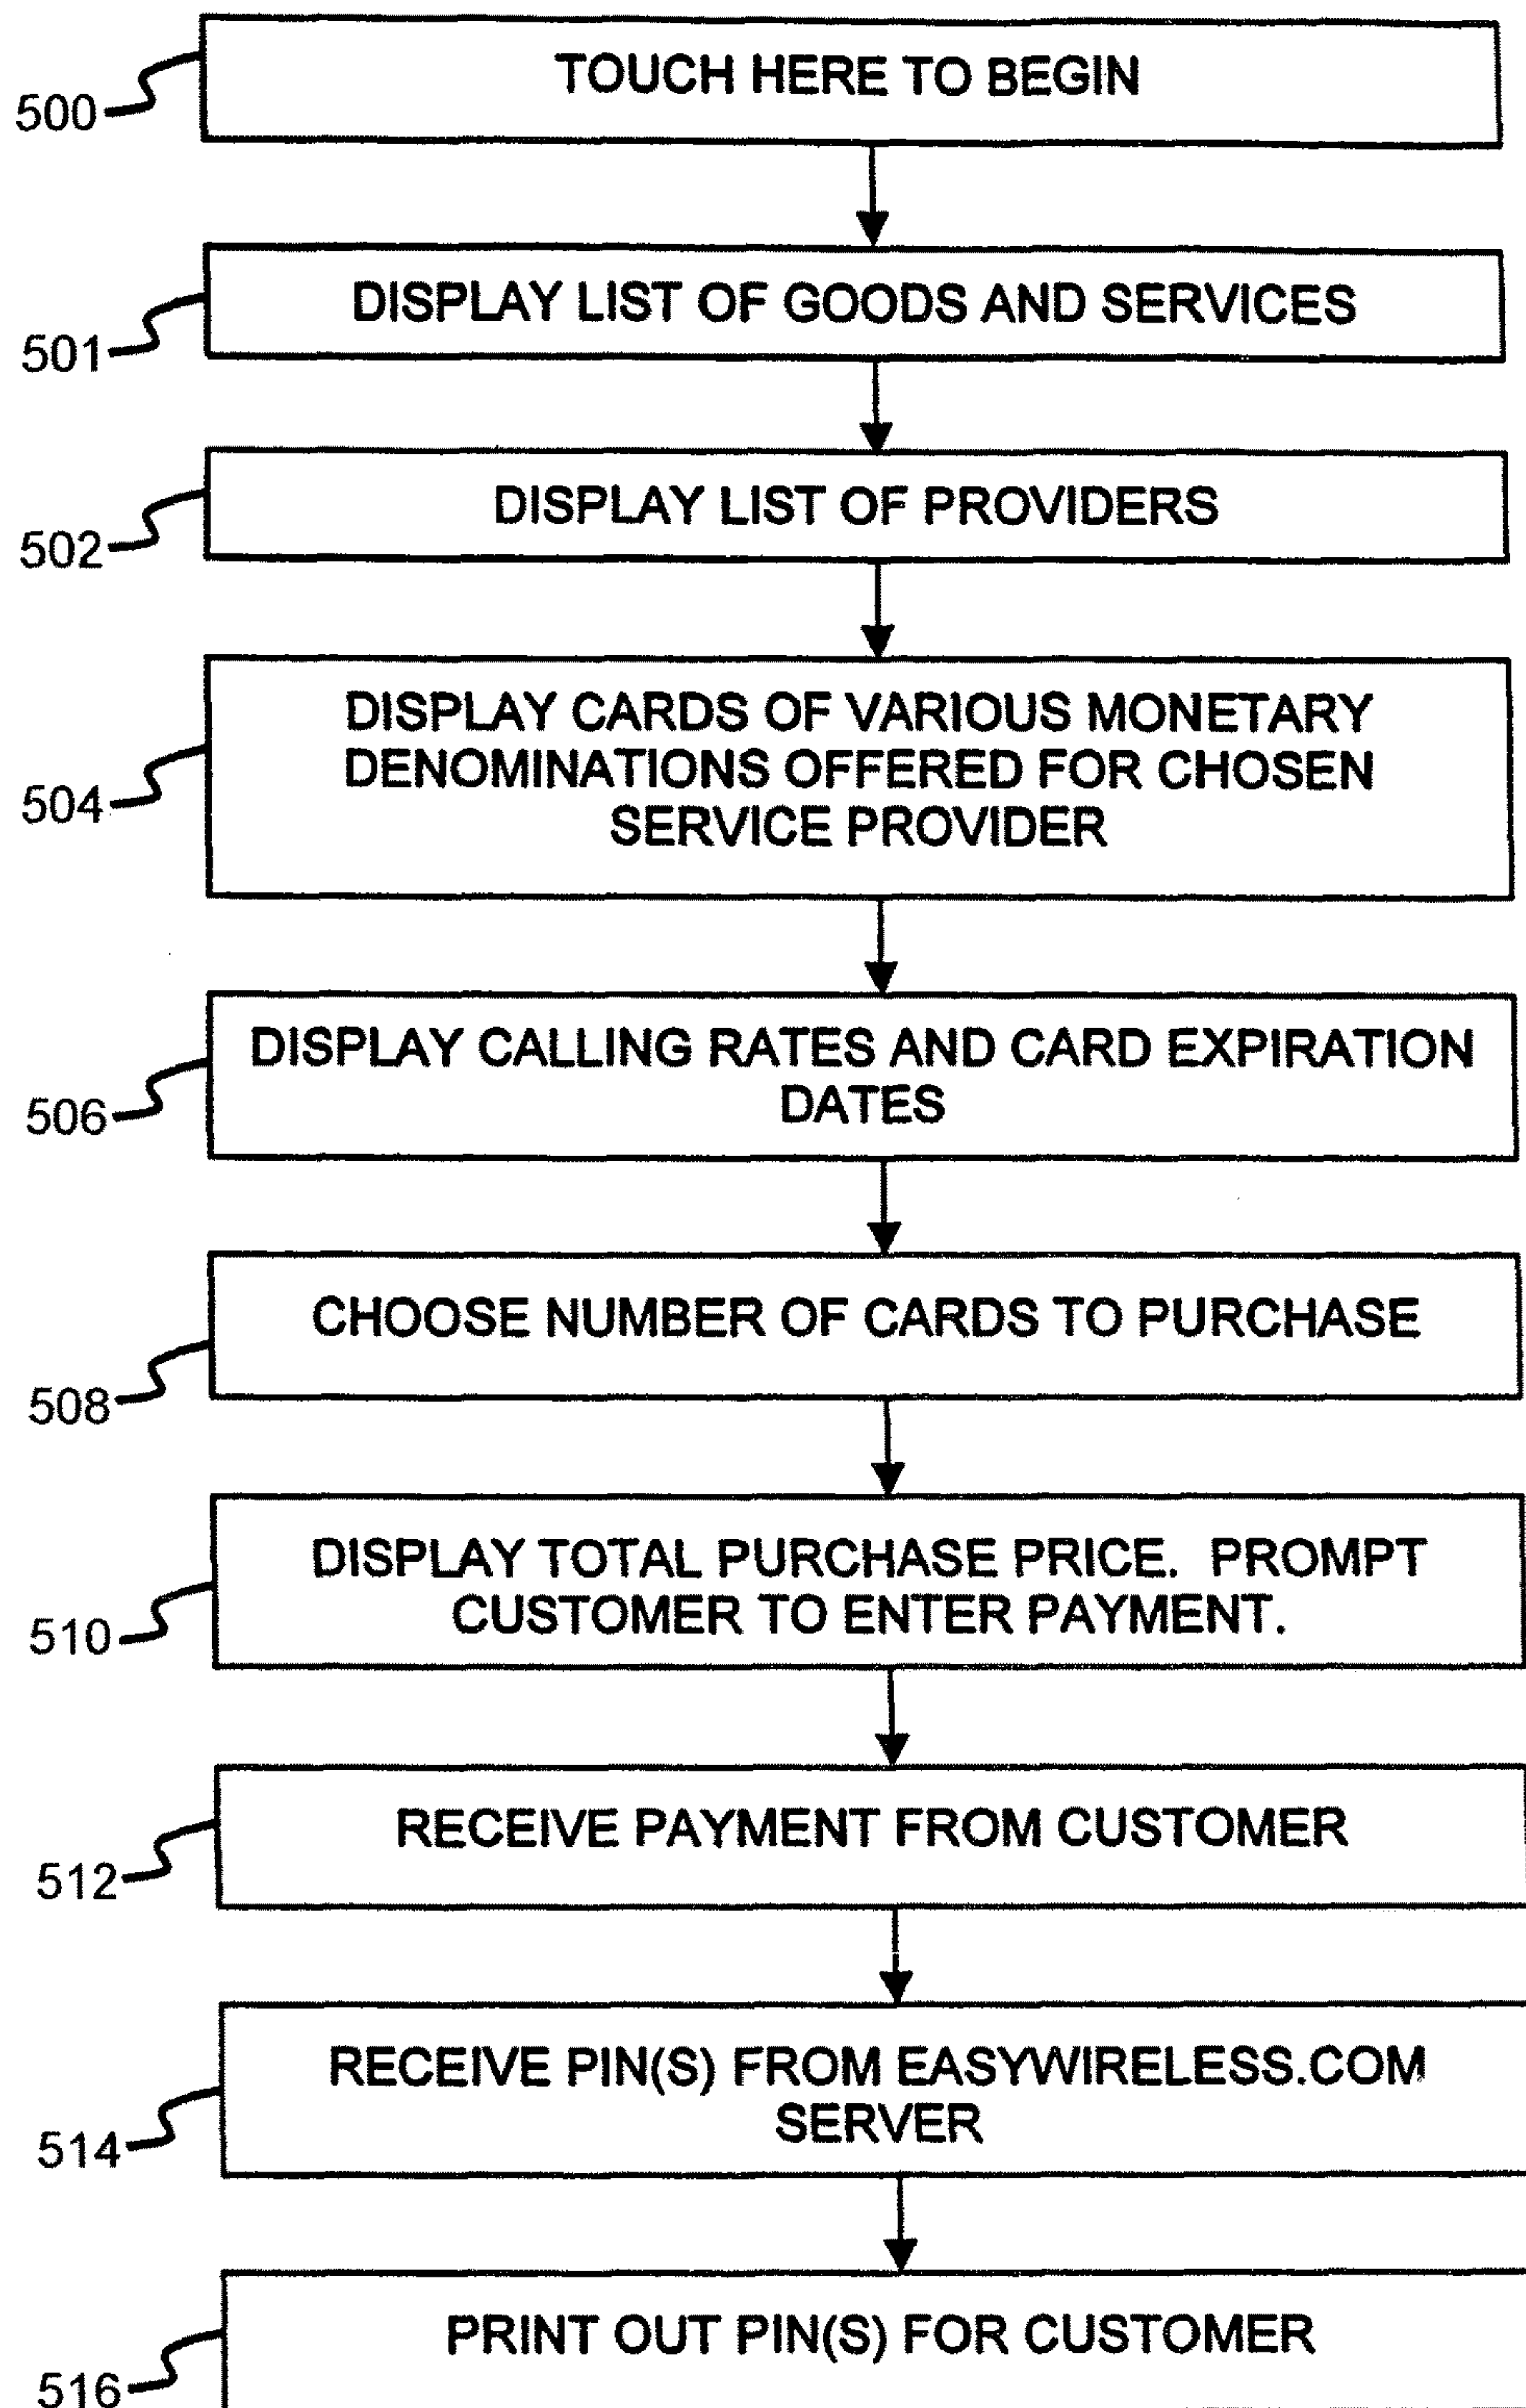 TOUCH HERE TO BEGIN
500
DISPLAY LIST OF GOODS AND SERVICES
501
DISPLAY LIST OF PROVIDERS
502
DISPLAY CARDS OF VARIOUS MONETARY
DENOMINATIONS OFFERED FOR CHOSEN
SERVICE PROVIDER
504
DISPLAY CALLING RATES AND CARD EXPIRATION
DATES
506
CHOOSE NUMBER OF CARDS TO PURCHASE
508
DISPLAY TOTAL PURCHASE PRICE. PROMPT
CUSTOMER TO ENTER PAYMENT.
510
RECEIVE PAYMENT FROM CUSTOMER
512
RECEIVE PIN(S) FROM EASYWIRELESS.COM
SERVER
514
PRINT OUT PIN(S) FOR CUSTOMER
516